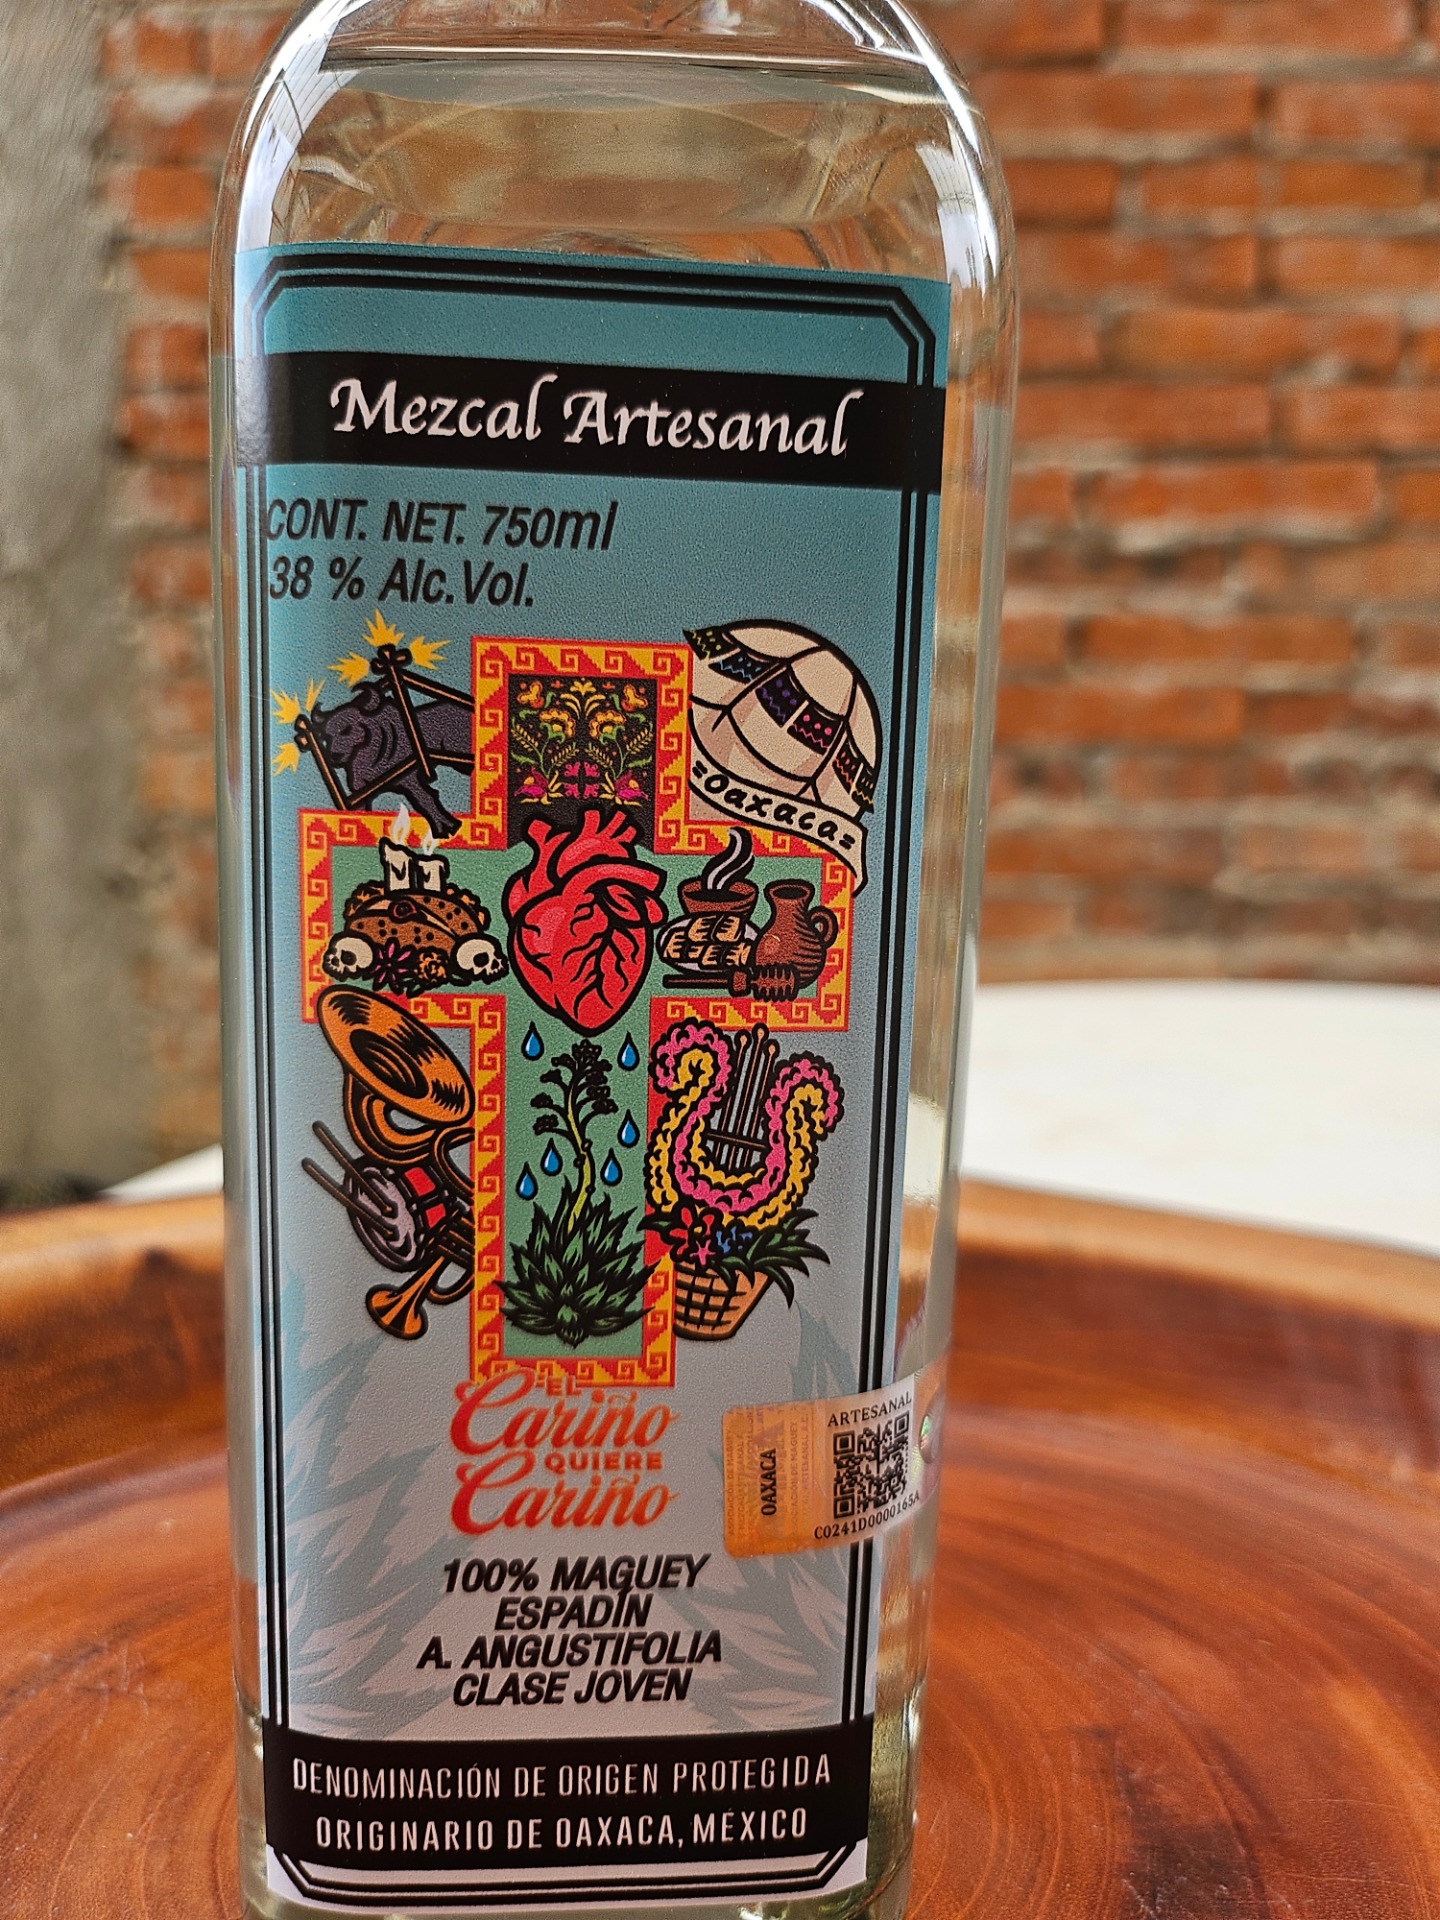 Mezcal Artesanal
CONT. NET. 750ml
38 % Alc.Vol.
=Oaxaca=
EL
Cariño
QUIERE
Cariño
ARTESANAL
OAXACA
C0241D0000165A
100% MAGUEY
ESPADÍN
A. ANGUSTIFOLIA
CLASE JOVEN
DENOMINACIÓN DE ORIGEN PROTEGIDA
ORIGINARIO DE OAXACA, MÉXICO